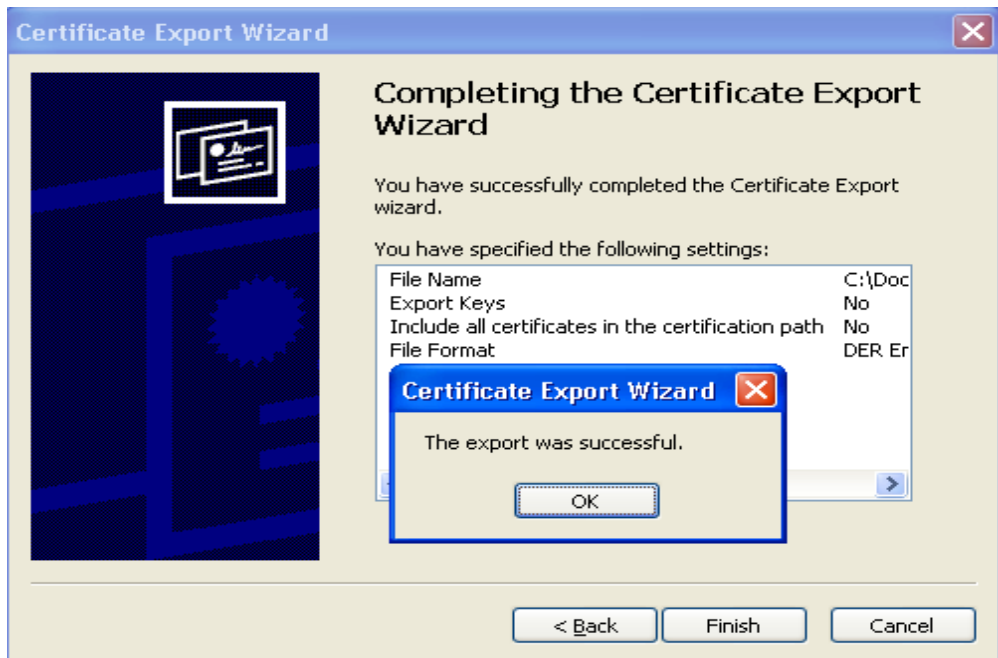 Certificate Export Wizard
Completing the Certificate Export
Wizard
You have successfully completed the Certificate Export
wizard.
You have specified the following settings:
File Name C:\Doc
Export Keys No
Include all certificates in the certification path No
File Format DER Er
Certificate Export Wizard
The export was successful.
OK
< Back Finish Cancel